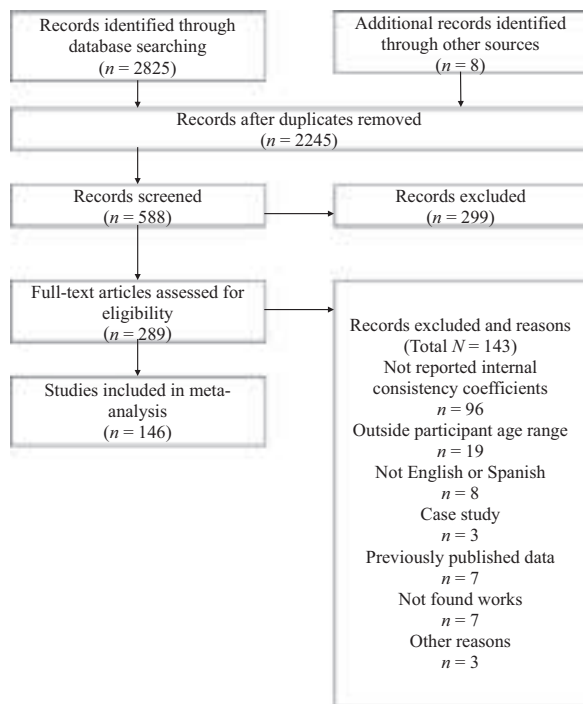 Records identified through
database searching
(n = 2825)
Additional records identified
through other sources
(n = 8)
Records after duplicates removed
(n = 2245)
Records screened
(n = 588)
Records excluded
(n = 299)
Full-text articles assessed for
eligibility
(n = 289)
Records excluded and reasons
(Total N = 143)
Not reported internal
consistency coefficients
n = 96
Outside participant age range
n = 19
Not English or Spanish
n = 8
Case study
n = 3
Previously published data
n = 7
Not found works
n = 7
Other reasons
n = 3
Studies included in meta-
analysis
(n = 146)